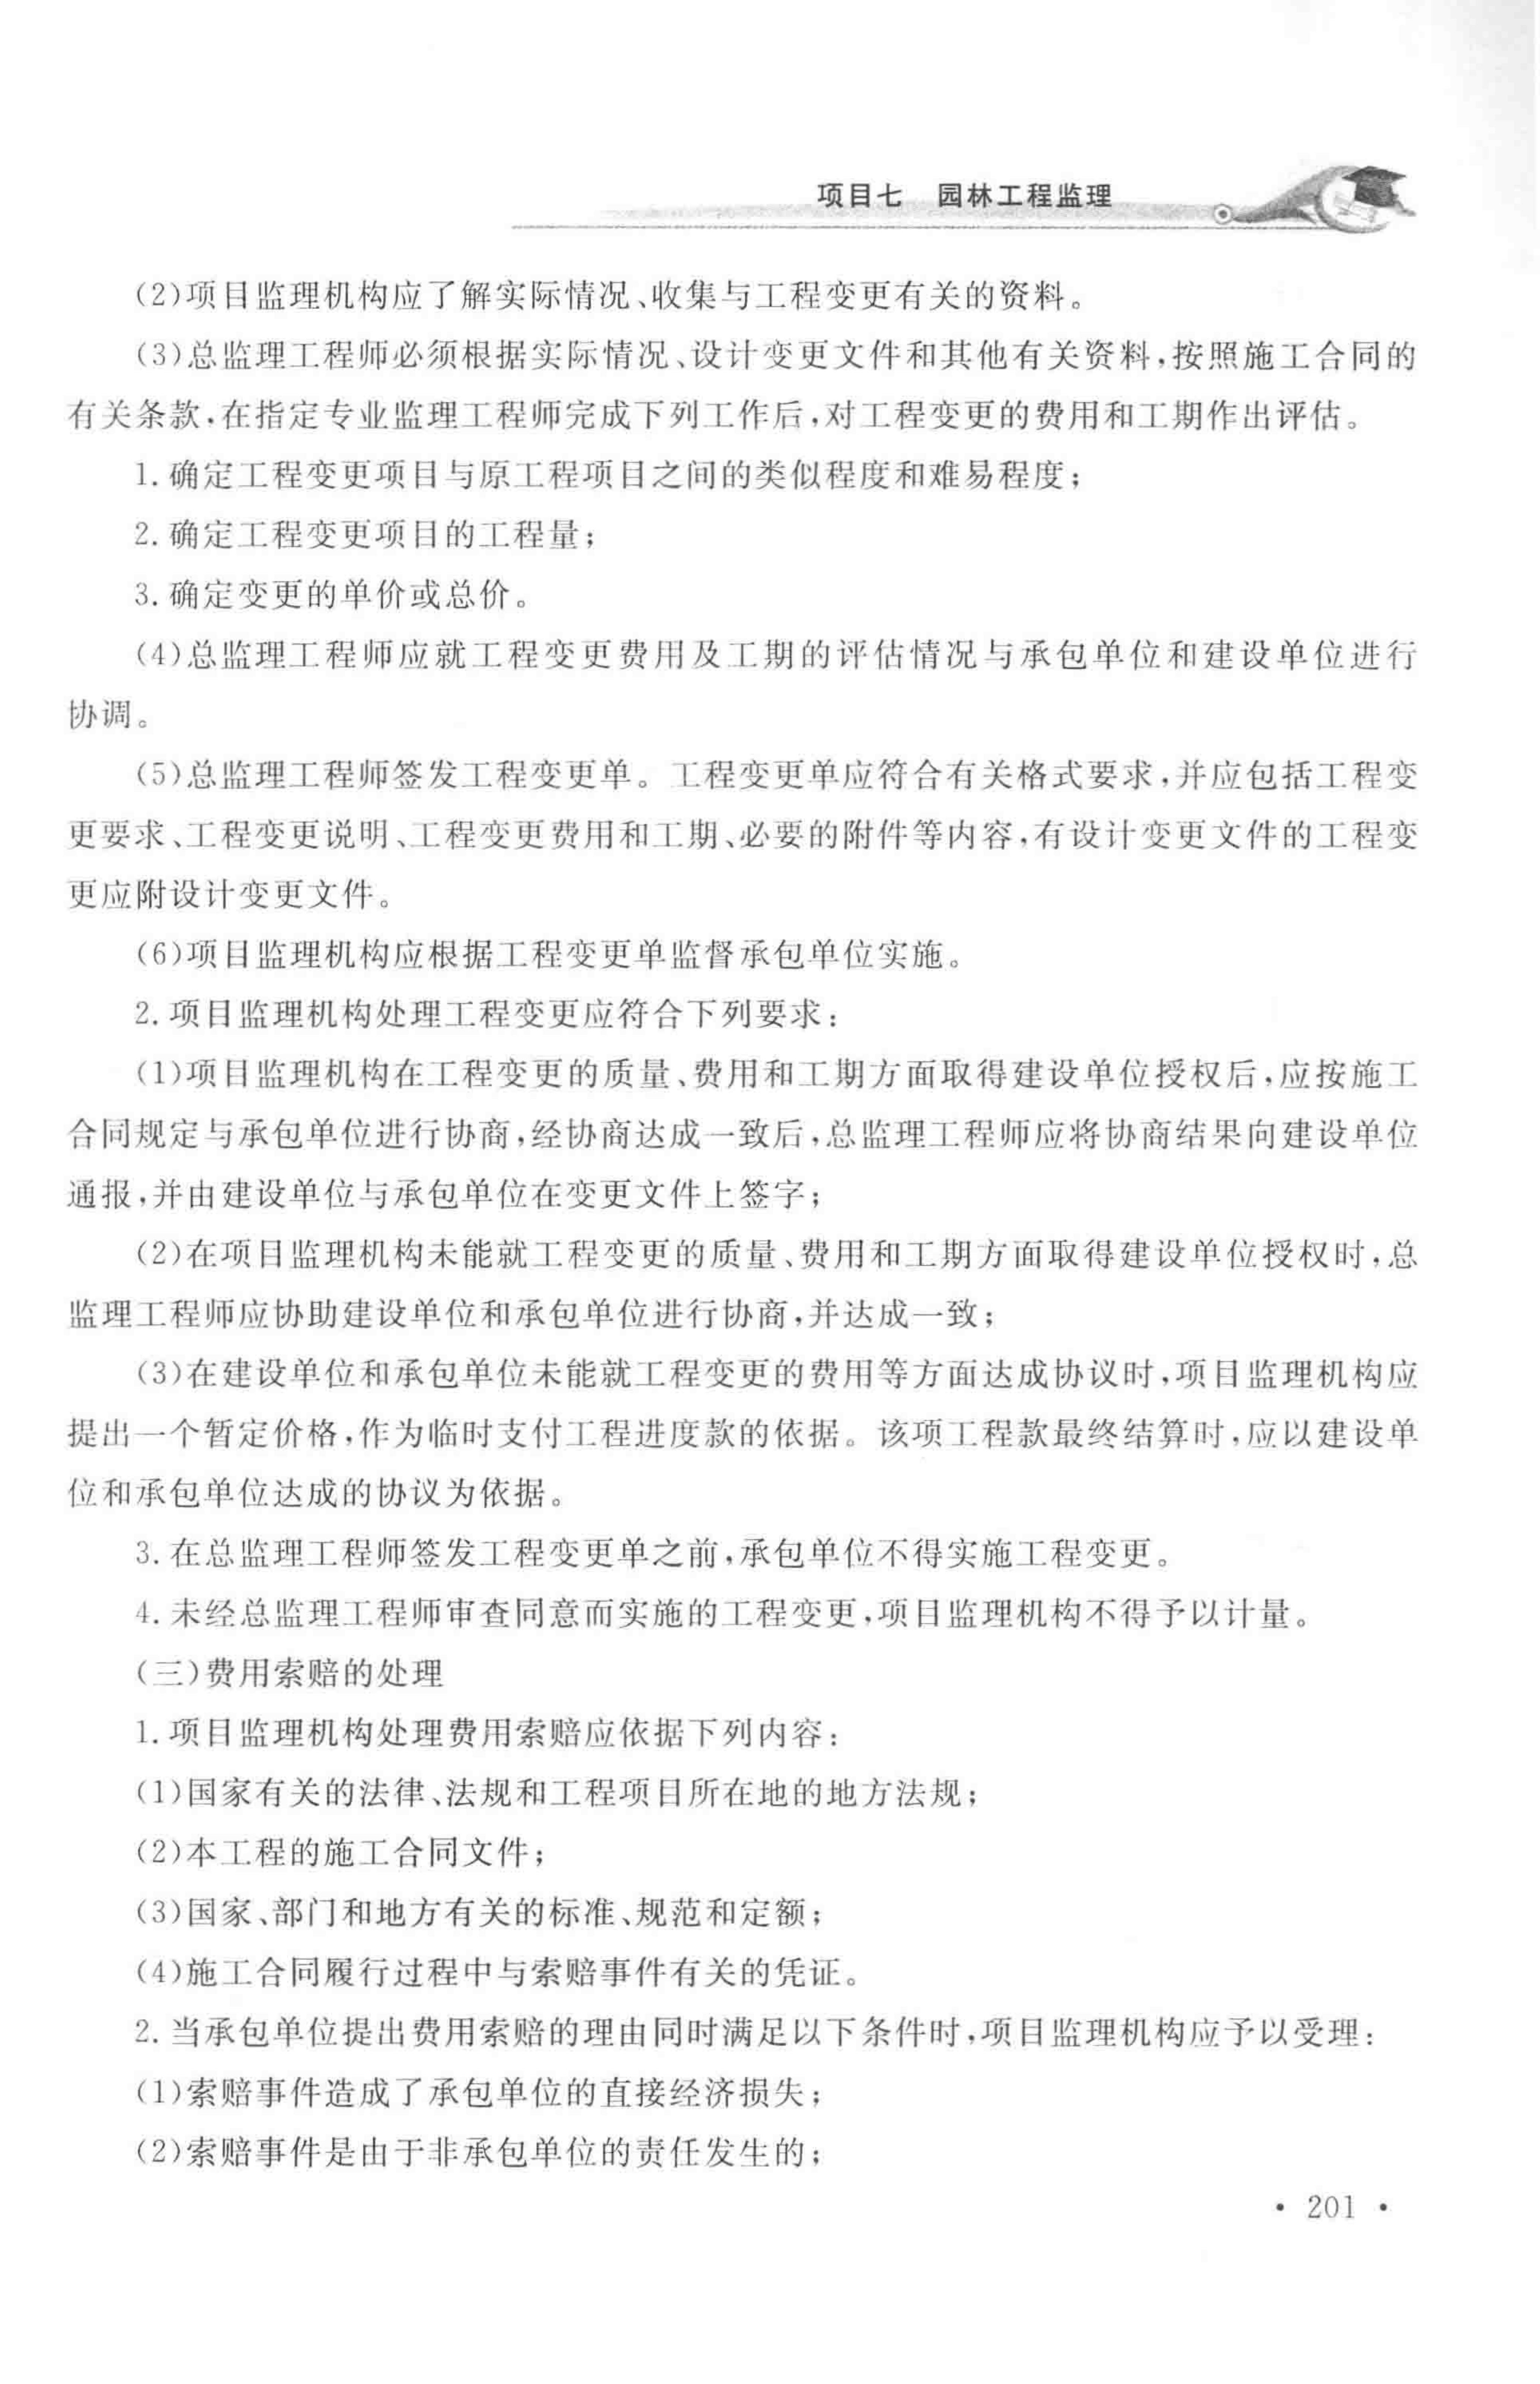 项目七 园林工程监理
(2)项目监理机构应了解实际情况、收集与工程变更有关的资料。
(3)总监理工程师必须根据实际情况、设计变更文件和其他有关资料,按照施工合同的
有关条款,在指定专业监理工程师完成下列工作后,对工程变更的费用和工期作出评估。
1.确定工程变更项目与原工程项目之间的类似程度和难易程度;
2.确定工程变更项目的工程量;
3.确定变更的单价或总价。
(4)总监理工程师应就工程变更费用及工期的评估情况与承包单位和建设单位进行
协调。
(5)总监理工程师签发工程变更单。工程变更单应符合有关格式要求,并应包括工程变
更要求、工程变更说明、工程变更费用和工期、必要的附件等内容,有设计变更文件的工程变
更应附设计变更文件。
(6)项目监理机构应根据工程变更单监督承包单位实施。
2.项目监理机构处理工程变更应符合下列要求:
(1)项目监理机构在工程变更的质量、费用和工期方面取得建设单位授权后,应按施工
合同规定与承包单位进行协商,经协商达成一致后,总监理工程师应将协商结果向建设单位
通报,并由建设单位与承包单位在变更文件上签字;
(2)在项目监理机构未能就工程变更的质量、费用和工期方面取得建设单位授权时,总
监理工程师应协助建设单位和承包单位进行协商,并达成一致;
(3)在建设单位和承包单位未能就工程变更的费用等方面达成协议时,项目监理机构应
提出一个暂定价格,作为临时支付工程进度款的依据。该项工程款最终结算时,应以建设单
位和承包单位达成的协议为依据。
3.在总监理工程师签发工程变更单之前,承包单位不得实施工程变更。
4.未经总监理工程师审查同意而实施的工程变更,项目监理机构不得予以计量。
(三)费用索赔的处理
1.项目监理机构处理费用索赔应依据下列内容:
(1)国家有关的法律、法规和工程项目所在地的地方法规;
(2)本工程的施工合同文件;
(3)国家、部门和地方有关的标准、规范和定额;
(4)施工合同履行过程中与索赔事件有关的凭证。
2.当承包单位提出费用索赔的理由同时满足以下条件时,项目监理机构应予以受理:
(1)索赔事件造成了承包单位的直接经济损失;
(2)索赔事件是由于非承包单位的责任发生的;
• 201 •